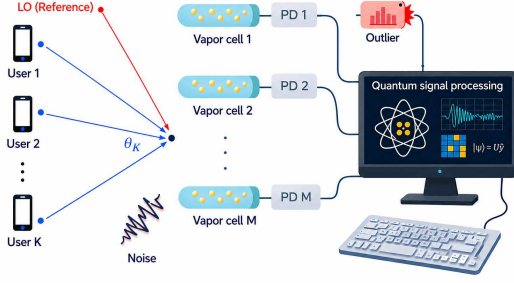 LO (Reference)
User 1
User 2
User K
θ_K
Noise
Vapor cell 1
PD 1
Vapor cell 2
PD 2
Vapor cell M
PD M
Outlier
Quantum signal processing
|ψ⟩ = Uŷ